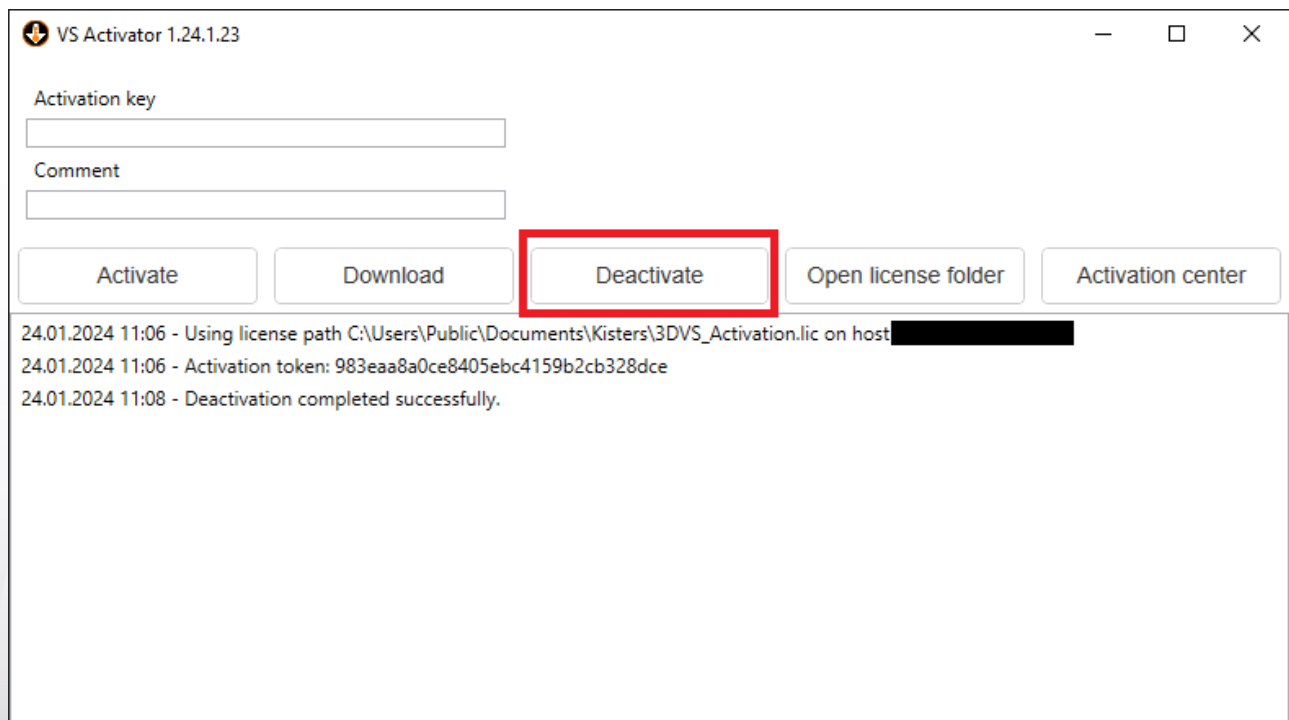 VS Activator 1.24.1.23
Activation key
Comment
Activate Download Deactivate Open license folder Activation center
24.01.2024 11:06 - Using license path C:\Users\Public\Documents\Kisters\3DVS_Activation.lic on host
24.01.2024 11:06 - Activation token: 983eaa8a0ce8405ebc4159b2cb328dce
24.01.2024 11:08 - Deactivation completed successfully.